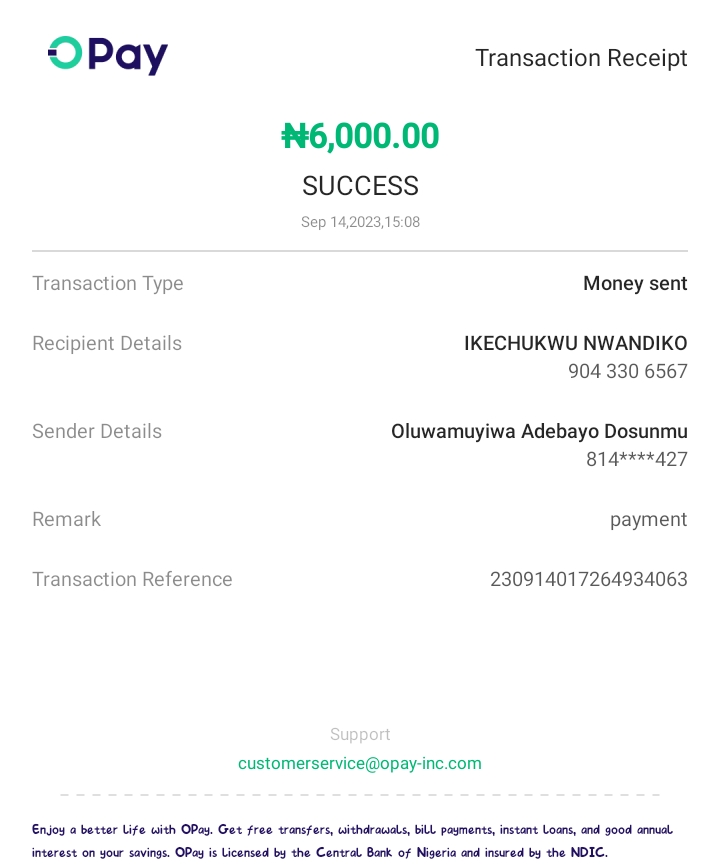 OPay
Transaction Receipt
₦6,000.00
SUCCESS
Sep 14,2023,15:08
Transaction Type
Money sent
Recipient Details
IKECHUKWU NWANDIKO
904 330 6567
Sender Details
Oluwamuyiwa Adebayo Dosunmu
814****427
Remark
payment
Transaction Reference
230914017264934063
Support
customerservice@opay-inc.com
Enjoy a better life with OPay. Get free transfers, withdrawals, bill payments, instant loans, and good annual
interest on your savings. OPay is licensed by the Central Bank of Nigeria and insured by the NDIC.